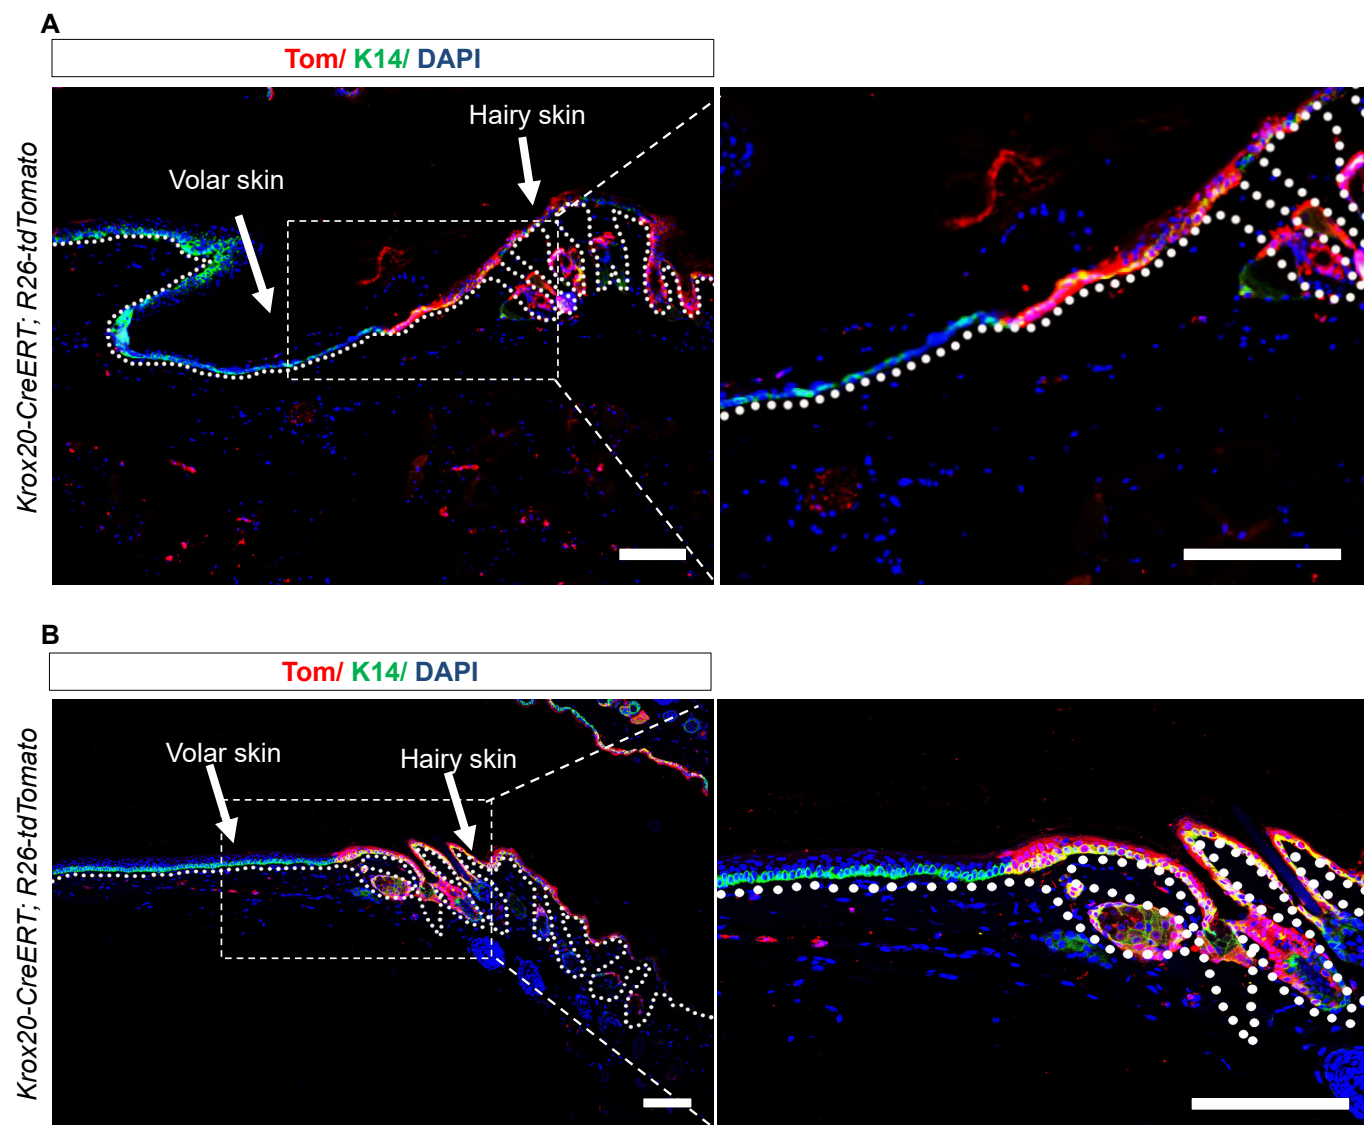 A
Tom/ K14/ DAPI
Krox20-CreERT; R26-tdTomato
Hairy skin
Volar skin
B
Tom/ K14/ DAPI
Krox20-CreERT; R26-tdTomato
Volar skin
Hairy skin